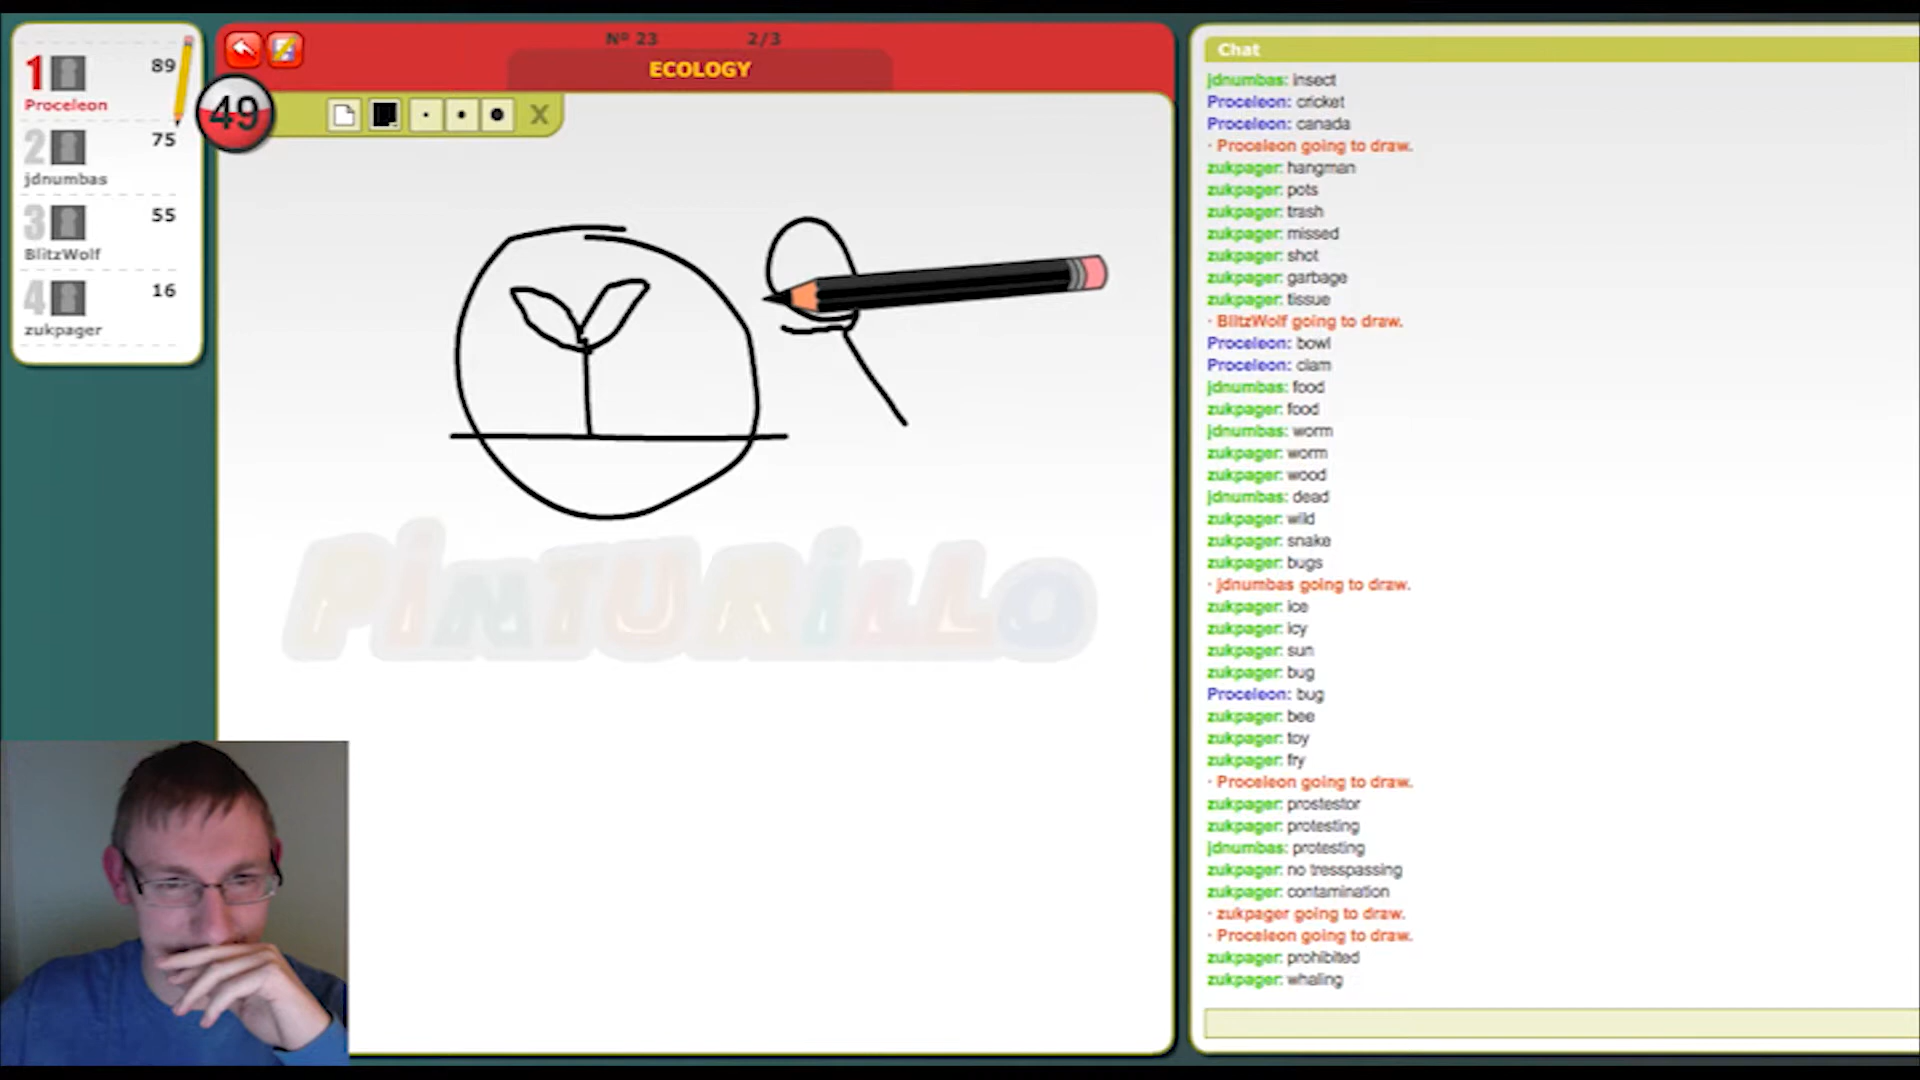 1
89
Proceleon
2
75
jdnumbas
3
55
BlitzWolf
4
16
zukpager
Nº 23 2/3
ECOLOGY
49
X
PINTURILLO
Chat
jdnumbas: insect
Proceleon: cricket
Proceleon: canada
· Proceleon going to draw.
zukpager: hangman
zukpager: pots
zukpager: trash
zukpager: missed
zukpager: shot
zukpager: garbage
zukpager: tissue
· BlitzWolf going to draw.
Proceleon: bowl
Proceleon: clam
jdnumbas: food
zukpager: food
jdnumbas: worm
zukpager: worm
zukpager: wood
jdnumbas: dead
zukpager: wild
zukpager: snake
zukpager: bugs
· jdnumbas going to draw.
zukpager: ice
zukpager: icy
zukpager: sun
zukpager: bug
Proceleon: bug
zukpager: bee
zukpager: toy
zukpager: fry
· Proceleon going to draw.
zukpager: prostestor
zukpager: protesting
jdnumbas: protesting
zukpager: no tresspassing
zukpager: contamination
· zukpager going to draw.
· Proceleon going to draw.
zukpager: prohibited
zukpager: whaling